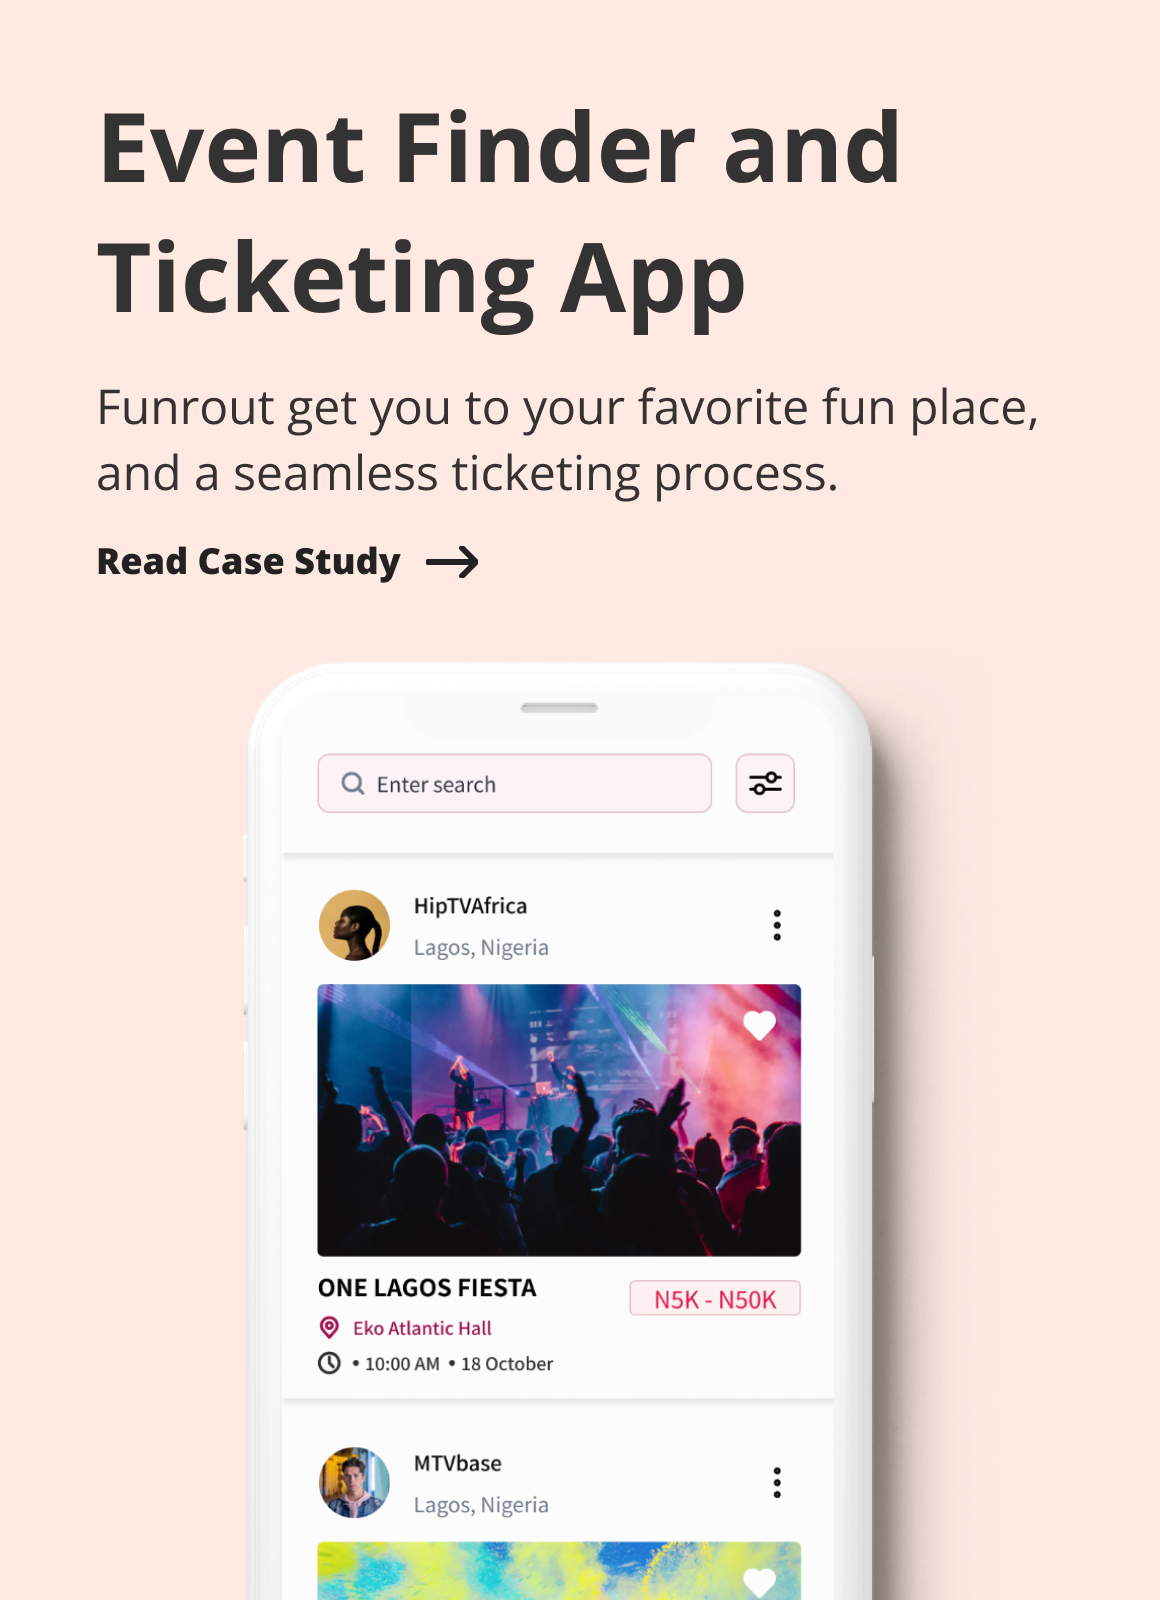 Event Finder and
Ticketing App
Funrout get you to your favorite fun place,
and a seamless ticketing process.
Read Case Study
Enter search
HipTVAfrica
Lagos, Nigeria
ONE LAGOS FIESTA
N5K - N50K
Eko Atlantic Hall
• 10:00 AM • 18 October
MTVbase
Lagos, Nigeria